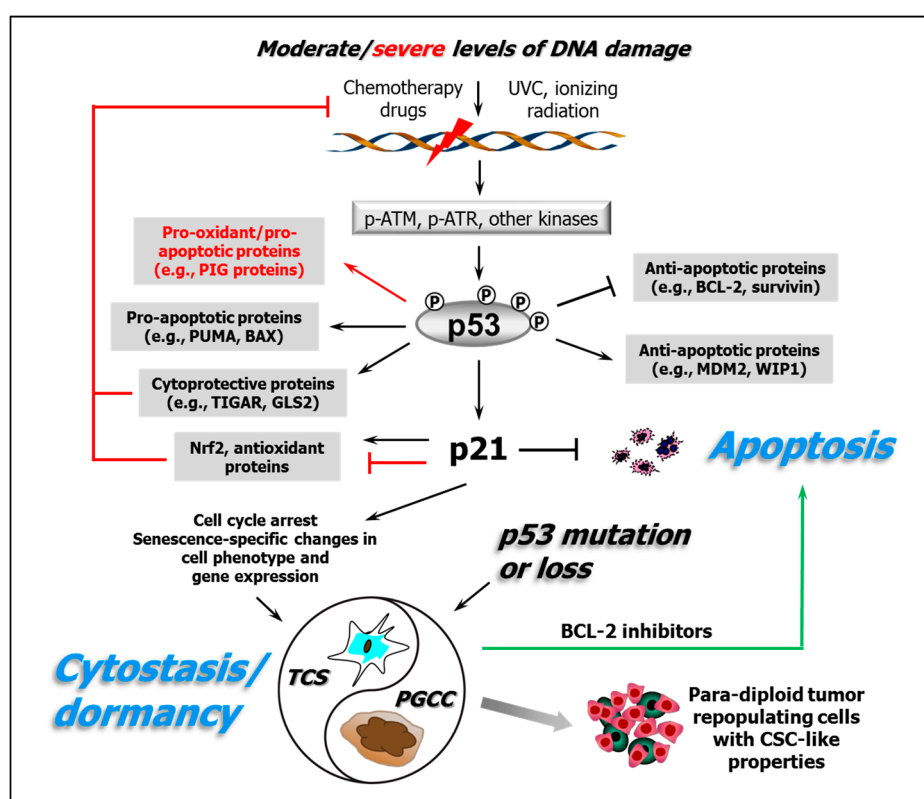 Moderate/severe levels of DNA damage
Chemotherapy
drugs
UVC, ionizing
radiation
p-ATM, p-ATR, other kinases
Pro-oxidant/pro-
apoptotic proteins
(e.g., PIG proteins)
Anti-apoptotic proteins
(e.g., BCL-2, survivin)
P
P
P
P
p53
Pro-apoptotic proteins
(e.g., PUMA, BAX)
Anti-apoptotic proteins
(e.g., MDM2, WIP1)
Cytoprotective proteins
(e.g., TIGAR, GLS2)
Nrf2, antioxidant
proteins
p21
Apoptosis
Cell cycle arrest
Senescence-specific changes in
cell phenotype and
gene expression
p53 mutation
or loss
BCL-2 inhibitors
Cytostasis/
dormancy
TCS
PGCC
Para-diploid tumor
repopulating cells
with CSC-like
properties